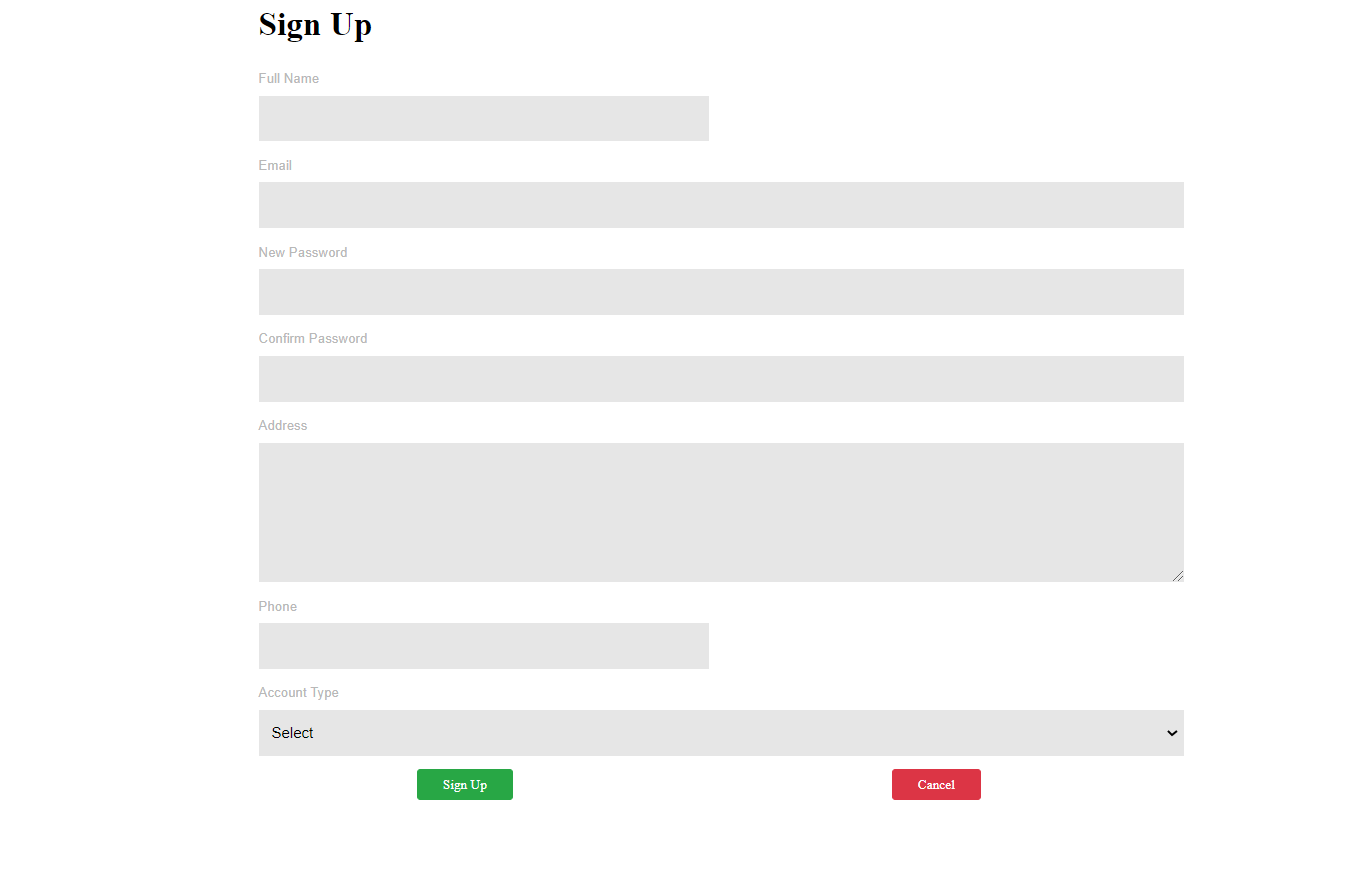 Sign Up
Full Name
Email
New Password
Confirm Password
Address
Phone
Account Type
Select
Sign Up
Cancel